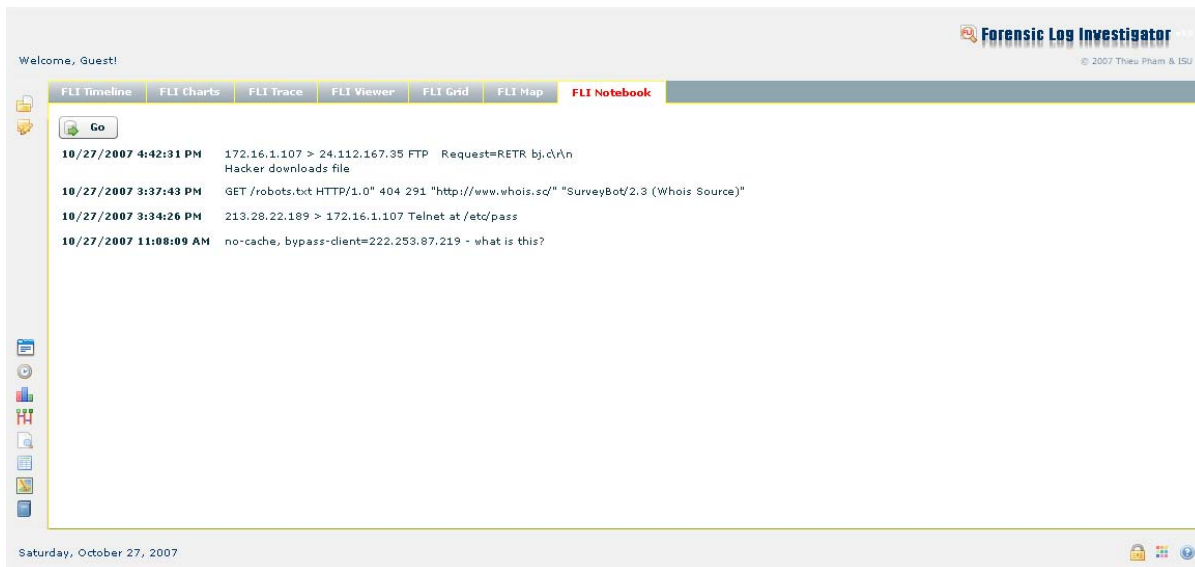 Forensic Log Investigator
Welcome, Guest!
© 2007 Thieu Pham & ISU
FLI Timeline FLI Charts FLI Trace FLI Viewer FLI Grid FLI Map FLI Notebook
Go
10/27/2007 4:42:31 PM 172.16.1.107 > 24.112.167.35 FTP Request=RETR bj.c\r\n
Hacker downloads file
10/27/2007 3:37:43 PM GET /robots.txt HTTP/1.0" 404 291 "http://www.whois.sc/" "SurveyBot/2.3 (Whois Source)"
10/27/2007 3:34:26 PM 213.28.22.189 > 172.16.1.107 Telnet at /etc/pass
10/27/2007 11:08:09 AM no-cache, bypass-client=222.253.87.219 - what is this?
Saturday, October 27, 2007